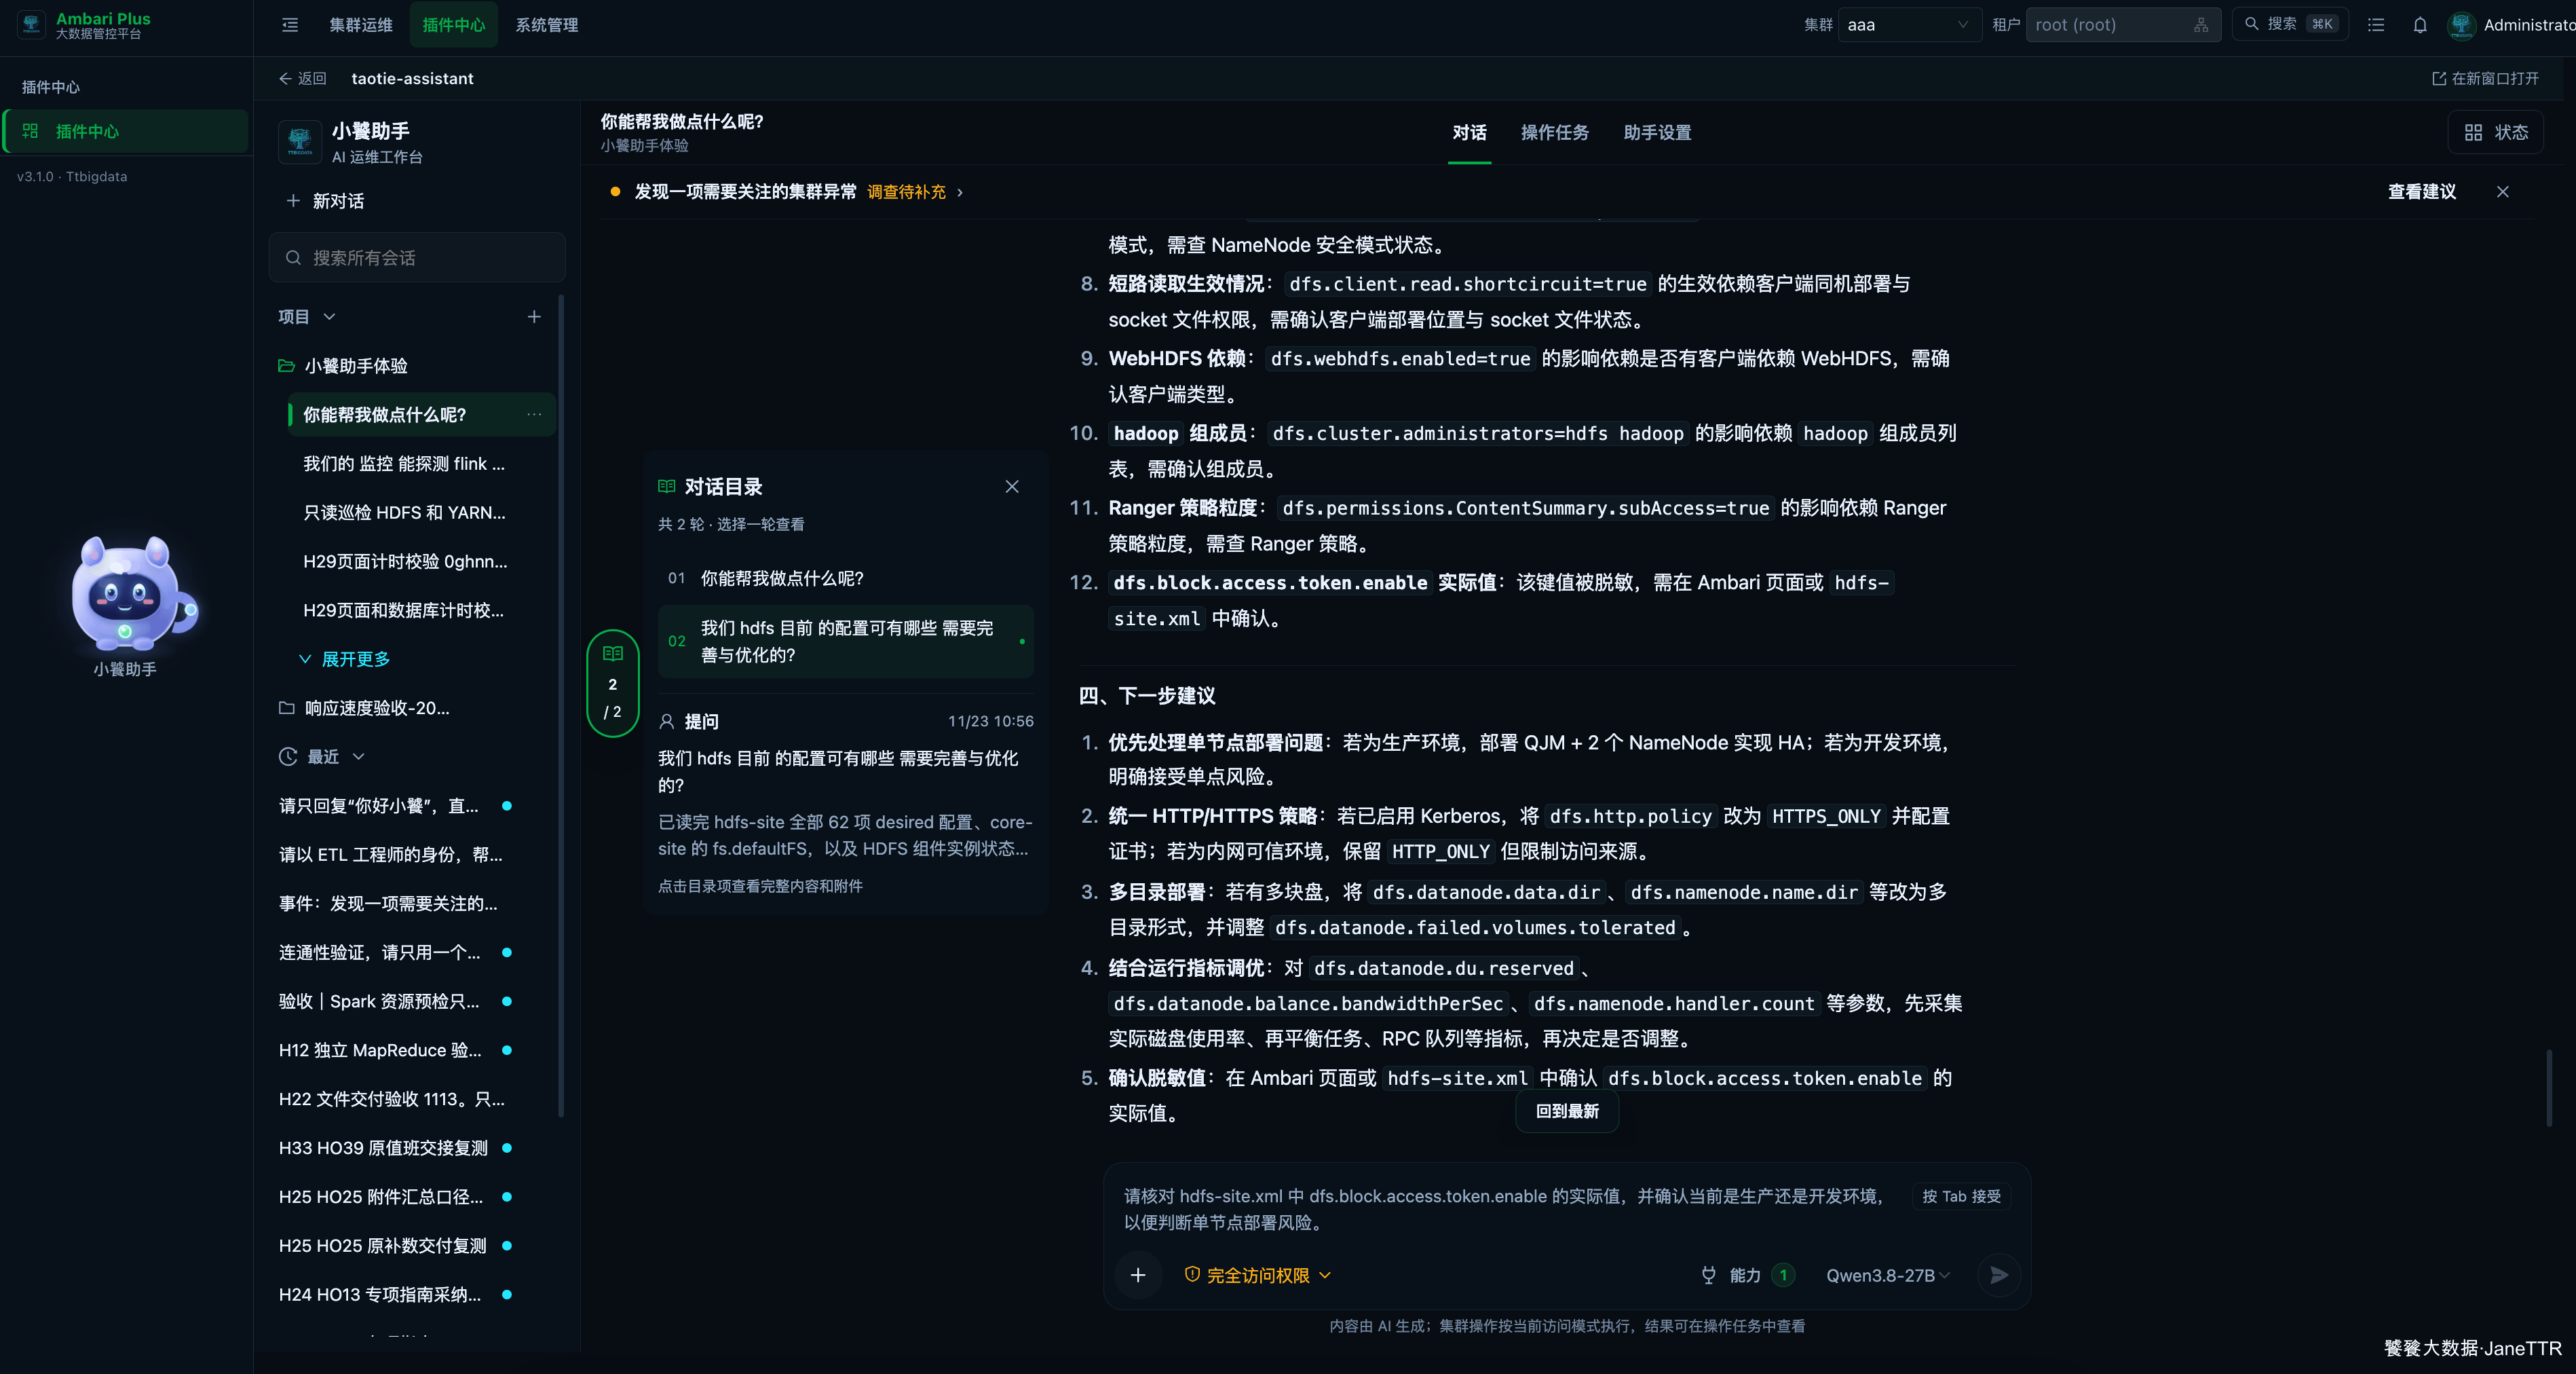 Ambari Plus
大数据管控平台
集群运维
插件中心
系统管理
集群
aaa
租户
root (root)
搜索
⌘K
Administrato
插件中心
插件中心
v3.1.0 · Ttbigdata
小饕助手
返回
taotie-assistant
在新窗口打开
小饕助手
AI 运维工作台
新对话
搜索所有会话
项目
小饕助手体验
你能帮我做点什么呢?
我们的 监控 能探测 flink ...
只读巡检 HDFS 和 YARN...
H29页面计时校验 0ghnn...
H29页面和数据库计时校...
展开更多
响应速度验收-20...
最近
请只回复“你好小饕”，直...
请以 ETL 工程师的身份，帮...
事件：发现一项需要关注的...
连通性验证，请只用一个...
验收｜Spark 资源预检只...
H12 独立 MapReduce 验...
H22 文件交付验收 1113。只...
H33 HO39 原值班交接复测
H25 HO25 附件汇总口径...
H25 HO25 原补数交付复测
H24 HO13 专项指南采纳...
你能帮我做点什么呢?
小饕助手体验
对话
操作任务
助手设置
状态
发现一项需要关注的集群异常 调查待补充 ›
查看建议
2
/ 2
对话目录
共 2 轮 · 选择一轮查看
01 你能帮我做点什么呢?
02 我们 hdfs 目前 的配置可有哪些 需要完
善与优化的?
提问
11/23 10:56
我们 hdfs 目前 的配置可有哪些 需要完善与优化
的?
已读完 hdfs-site 全部 62 项 desired 配置、core-
site 的 fs.defaultFS，以及 HDFS 组件实例状态...
点击目录项查看完整内容和附件
模式，需查 NameNode 安全模式状态。
8. 短路读取生效情况：dfs.client.read.shortcircuit=true 的生效依赖客户端同机部署与
socket 文件权限，需确认客户端部署位置与 socket 文件状态。
9. WebHDFS 依赖：dfs.webhdfs.enabled=true 的影响依赖是否有客户端依赖 WebHDFS，需确
认客户端类型。
10. hadoop 组成员：dfs.cluster.administrators=hdfs hadoop 的影响依赖 hadoop 组成员列
表，需确认组成员。
11. Ranger 策略粒度：dfs.permissions.ContentSummary.subAccess=true 的影响依赖 Ranger
策略粒度，需查 Ranger 策略。
12. dfs.block.access.token.enable 实际值：该键值被脱敏，需在 Ambari 页面或 hdfs-
site.xml 中确认。
四、下一步建议
1. 优先处理单节点部署问题：若为生产环境，部署 QJM + 2 个 NameNode 实现 HA；若为开发环境，
明确接受单点风险。
2. 统一 HTTP/HTTPS 策略：若已启用 Kerberos，将 dfs.http.policy 改为 HTTPS_ONLY 并配置
证书；若为内网可信环境，保留 HTTP_ONLY 但限制访问来源。
3. 多目录部署：若有多块盘，将 dfs.datanode.data.dir、dfs.namenode.name.dir 等改为多
目录形式，并调整 dfs.datanode.failed.volumes.tolerated。
4. 结合运行指标调优：对 dfs.datanode.du.reserved、
dfs.datanode.balance.bandwidthPerSec、dfs.namenode.handler.count 等参数，先采集
实际磁盘使用率、再平衡任务、RPC 队列等指标，再决定是否调整。
5. 确认脱敏值：在 Ambari 页面或 hdfs-site.xml 中确认 dfs.block.access.token.enable 的
实际值。
回到最新
请核对 hdfs-site.xml 中 dfs.block.access.token.enable 的实际值，并确认当前是生产还是开发环境，
以便判断单节点部署风险。
按 Tab 接受
完全访问权限
能力 1
Qwen3.8-27B
内容由 AI 生成；集群操作按当前访问模式执行，结果可在操作任务中查看
饕餮大数据·JaneTTR